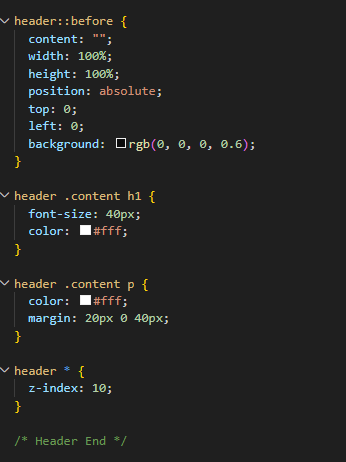 header::before {
content: "";
width: 100%;
height: 100%;
position: absolute;
top: 0;
left: 0;
background: rgb(0, 0, 0, 0.6);
}
header .content h1 {
font-size: 40px;
color: #fff;
}
header .content p {
color: #fff;
margin: 20px 0 40px;
}
header * {
z-index: 10;
}
/* Header End */